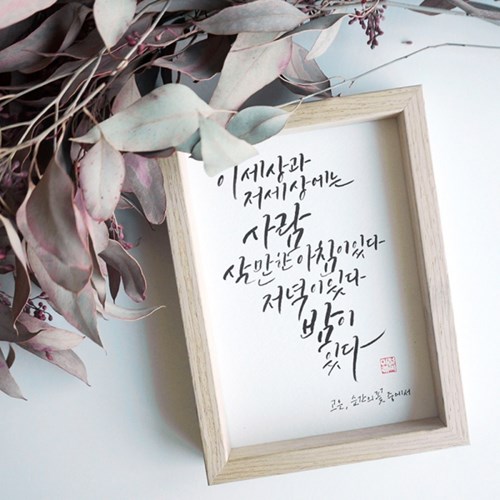 이세상과
저세상에는
사람
살만한 아침이 있다
저녁이 있다
밤이
있다
고은, 순간의 꽃 중에서